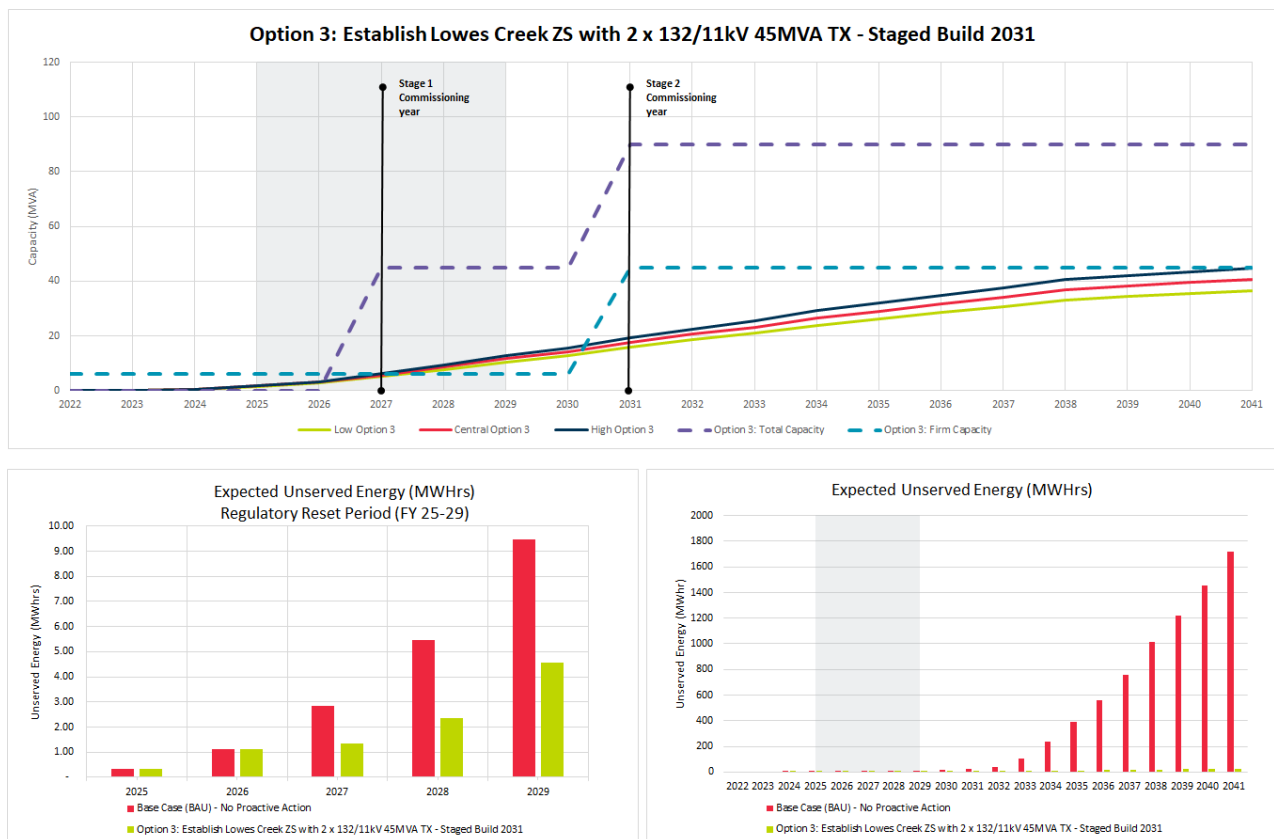 Option 3: Establish Lowes Creek ZS with 2 x 132/11kV 45MVA TX - Staged Build 2031
120
100
80
60
40
20
0
Capacity (MVA)
Stage 1
Commissioning
year
Stage 2
Commissioning
year
2022 2023 2024 2025 2026 2027 2028 2029 2030 2031 2032 2033 2034 2035 2036 2037 2038 2039 2040 2041
Low Option 3 Central Option 3 High Option 3 Option 3: Total Capacity Option 3: Firm Capacity
Expected Unserved Energy (MWHrs)
Regulatory Reset Period (FY 25-29)
10.00
9.00
8.00
7.00
6.00
5.00
4.00
3.00
2.00
1.00
-
Unserved Energy (MWhrs)
2025 2026 2027 2028 2029
Base Case (BAU) - No Proactive Action
Option 3: Establish Lowes Creek ZS with 2 x 132/11kV 45MVA TX - Staged Build 2031
Expected Unserved Energy (MWHrs)
2000
1800
1600
1400
1200
1000
800
600
400
200
0
Unserved Energy (MWhr)
2022 2023 2024 2025 2026 2027 2028 2029 2030 2031 2032 2033 2034 2035 2036 2037 2038 2039 2040 2041
Base Case (BAU) - No Proactive Action
Option 3: Establish Lowes Creek ZS with 2 x 132/11kV 45MVA TX - Staged Build 2031